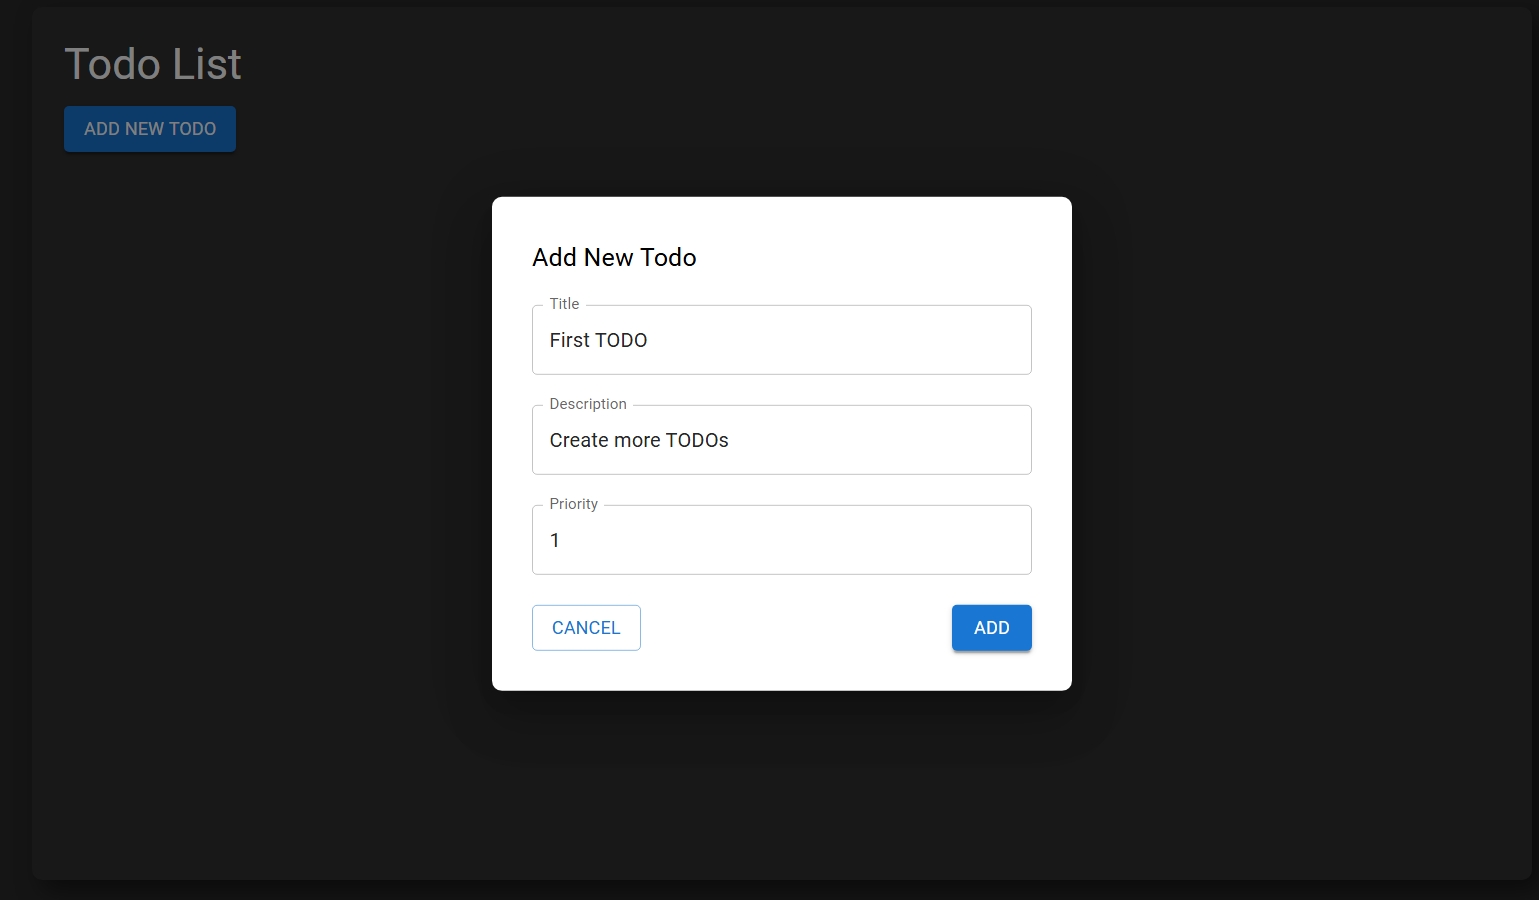 Todo List
ADD NEW TODO
Add New Todo
Title
First TODO
Description
Create more TODOs
Priority
1
CANCEL
ADD